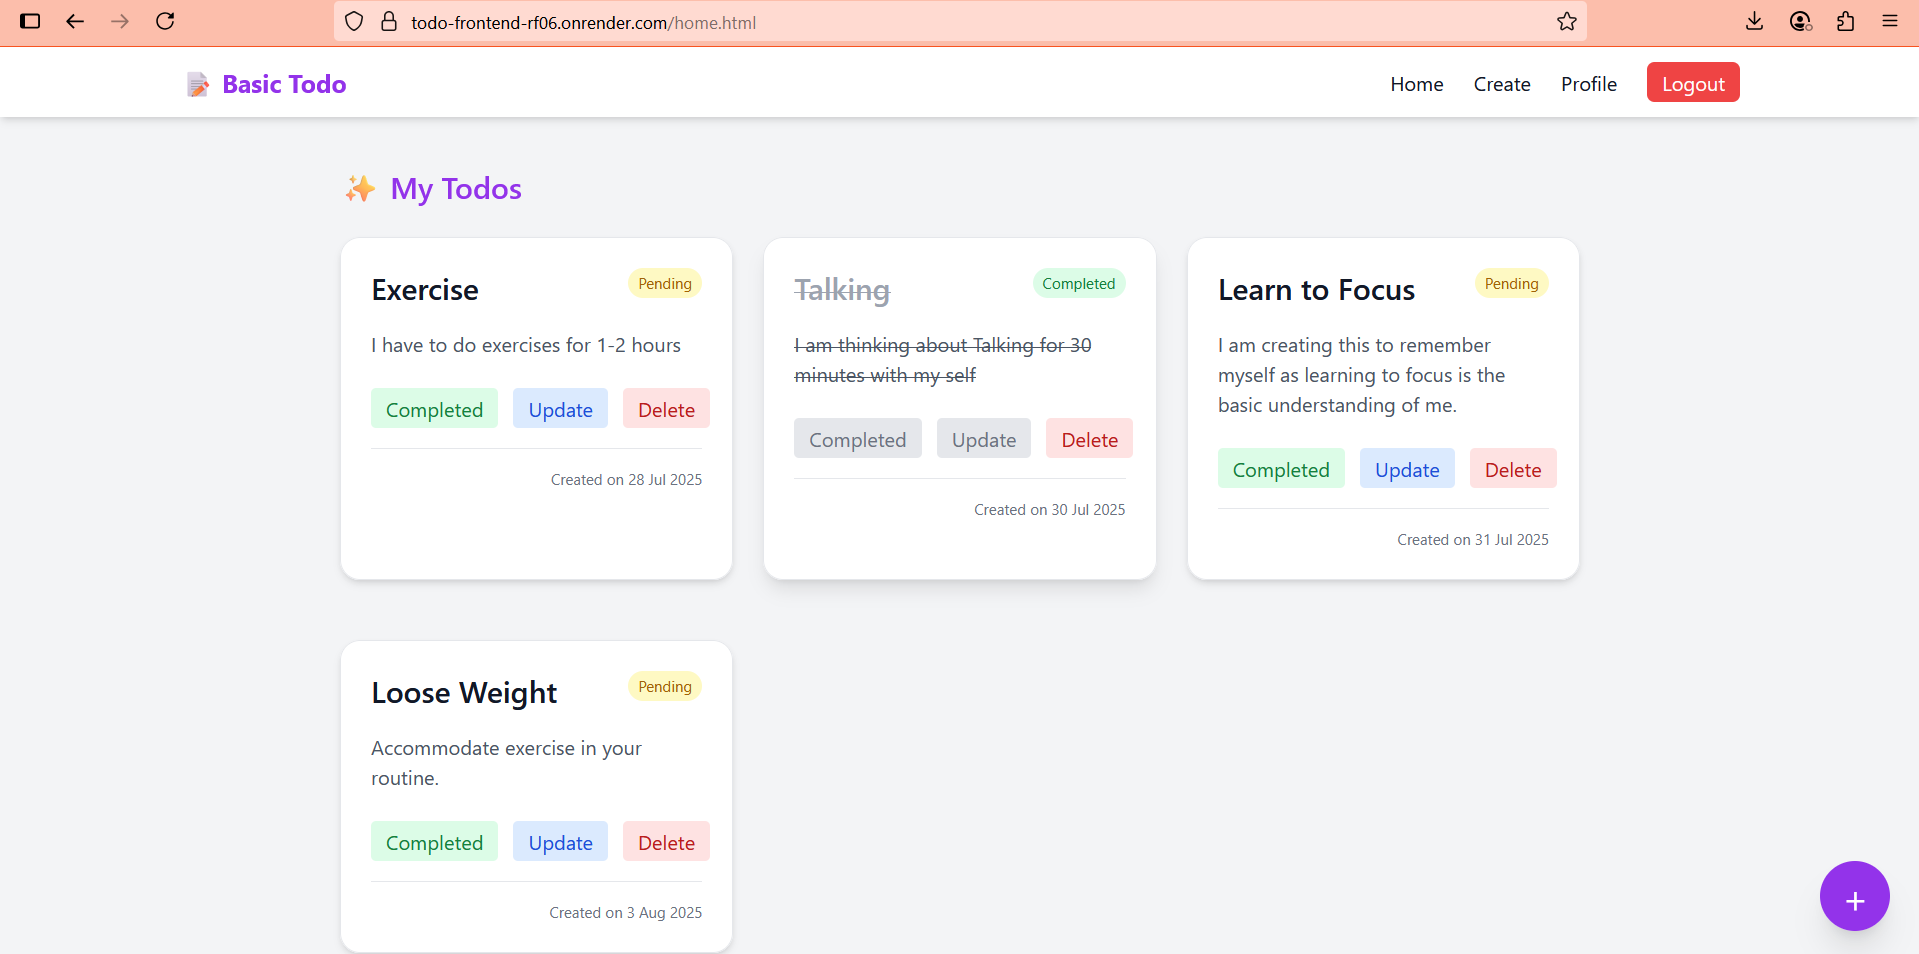 todo-frontend-rf06.onrender.com/home.html
Basic Todo
Home
Create
Profile
Logout
My Todos
Exercise
Pending
I have to do exercises for 1-2 hours
Completed
Update
Delete
Created on 28 Jul 2025
Talking
Completed
I am thinking about Talking for 30
minutes with my self
Completed
Update
Delete
Created on 30 Jul 2025
Learn to Focus
Pending
I am creating this to remember
myself as learning to focus is the
basic understanding of me.
Completed
Update
Delete
Created on 31 Jul 2025
Loose Weight
Pending
Accommodate exercise in your
routine.
Completed
Update
Delete
Created on 3 Aug 2025
+